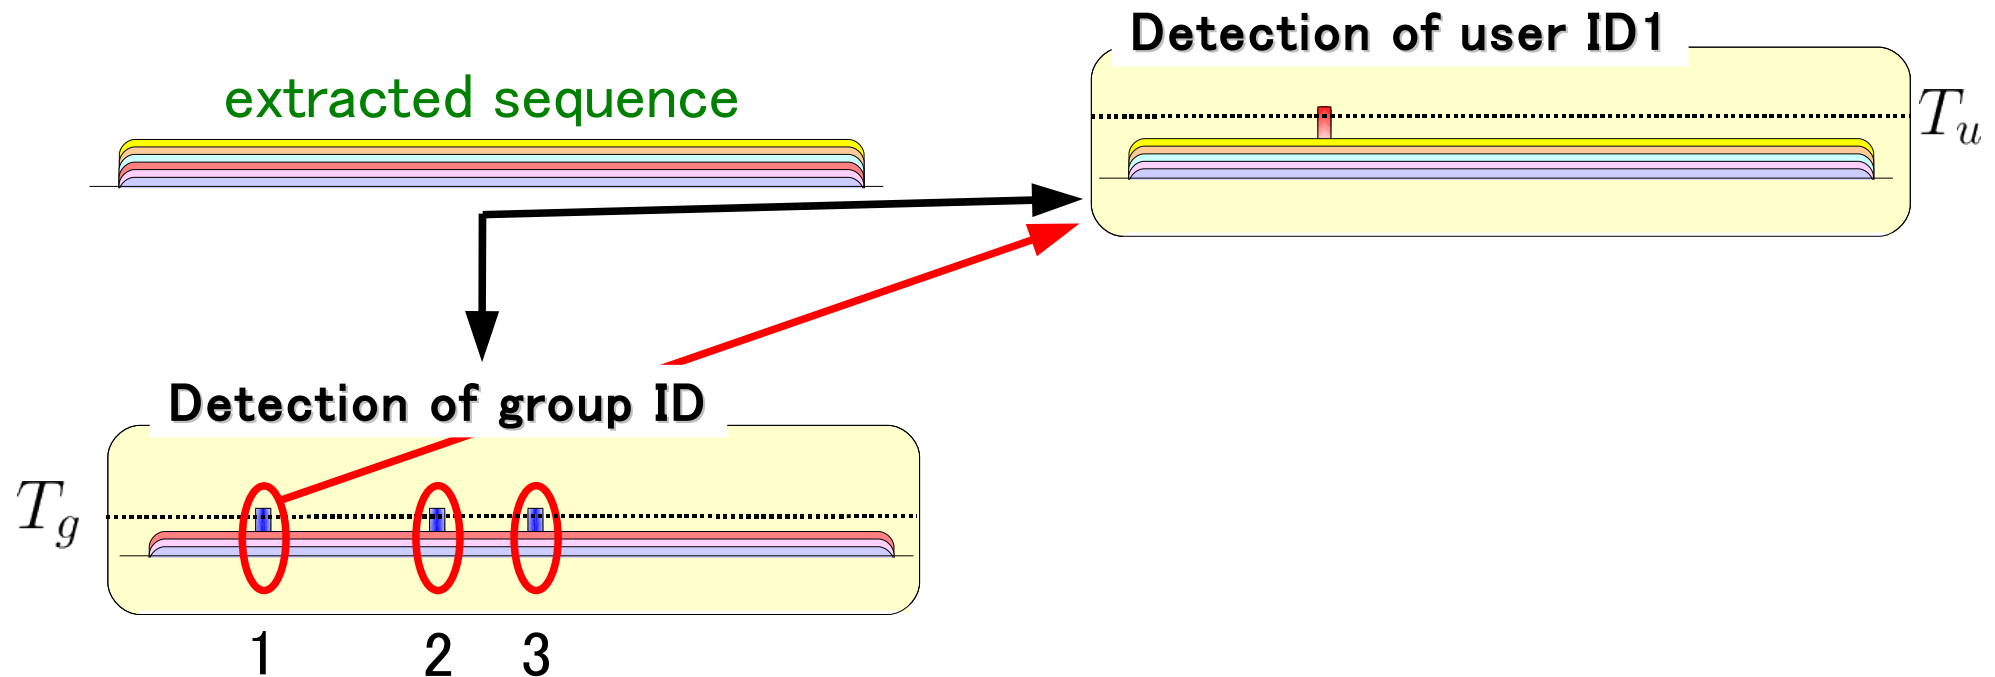 Detection of user ID1
extracted sequence
T_u
Detection of group ID
T_g
1 2 3